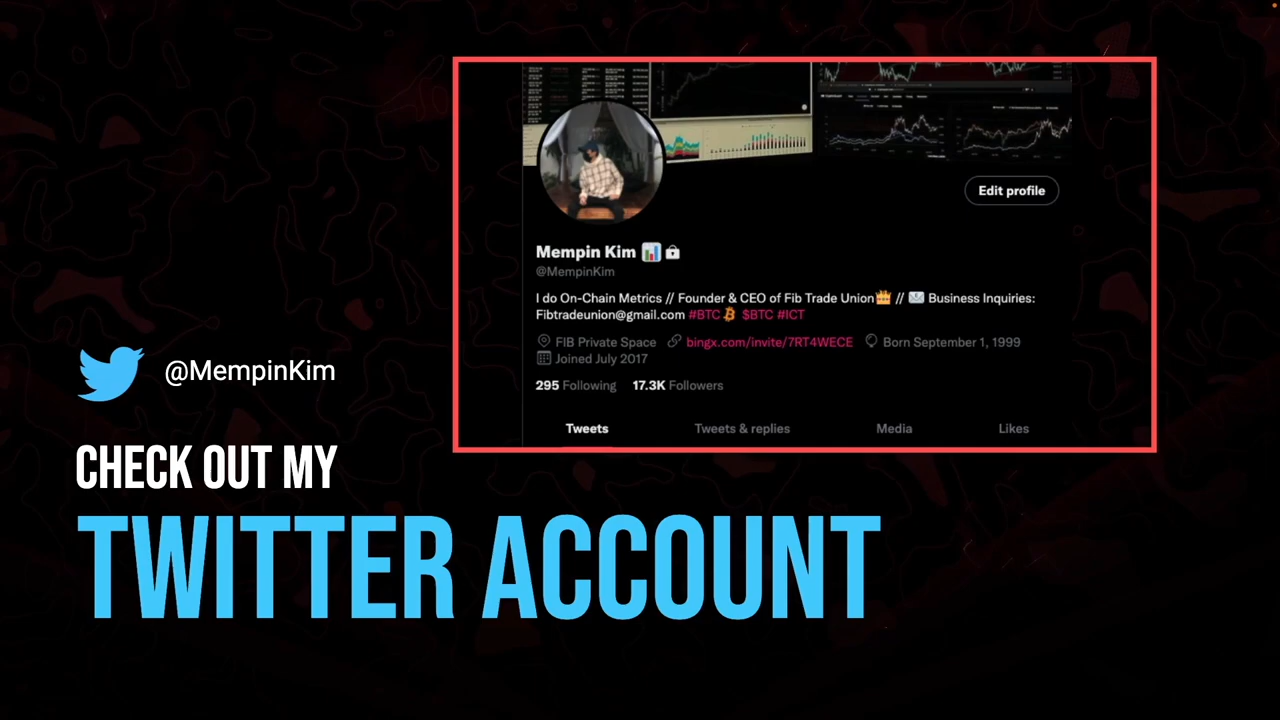 Edit profile
Mempin Kim
@MempinKim
I do On-Chain Metrics // Founder & CEO of Fib Trade Union👑 // 📨 Business Inquiries:
Fibtradeunion@gmail.com #BTC $BTC #ICT
FIB Private Space bingx.com/invite/7RT4WECE Born September 1, 1999
Joined July 2017
295 Following 17.3K Followers
Tweets Tweets & replies Media Likes
@MempinKim
CHECK OUT MY
TWITTER ACCOUNT